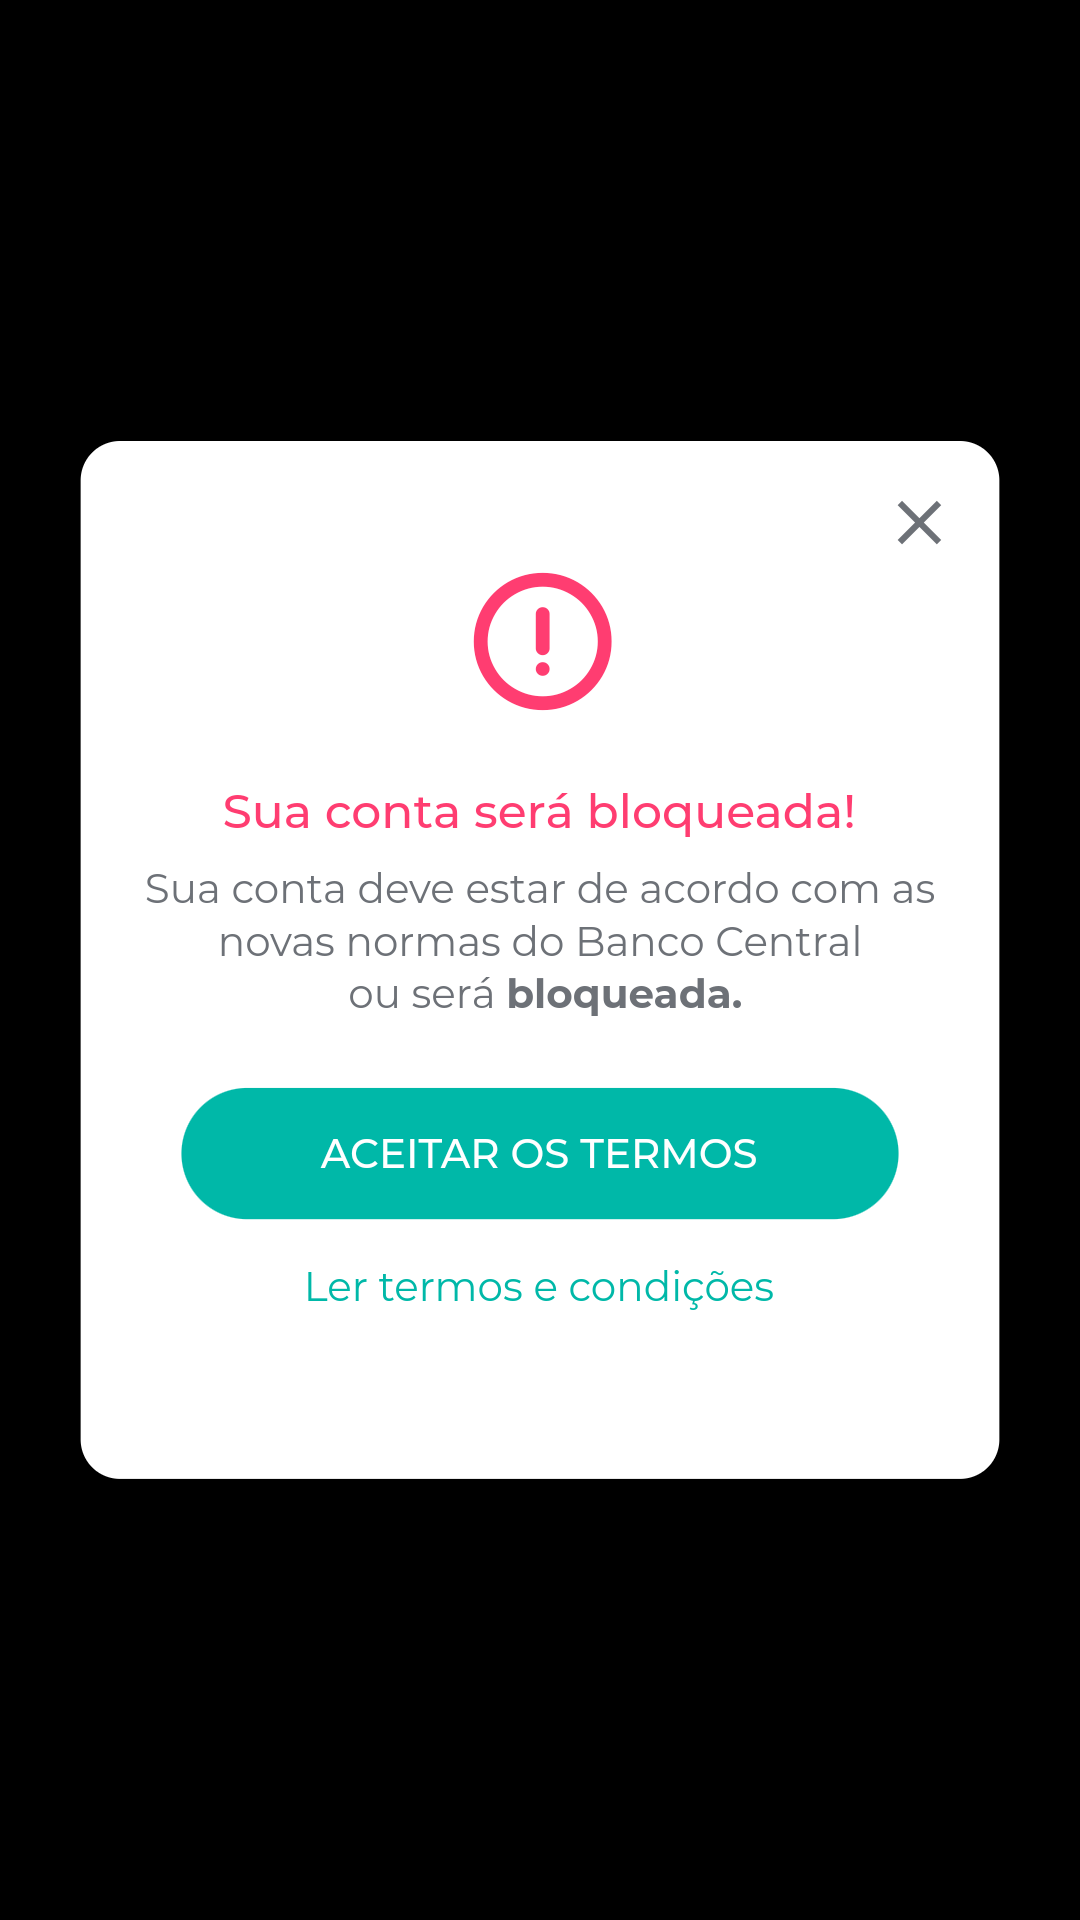 Sua conta será bloqueada!
Sua conta deve estar de acordo com as
novas normas do Banco Central
ou será bloqueada.
ACEITAR OS TERMOS
Ler termos e condições